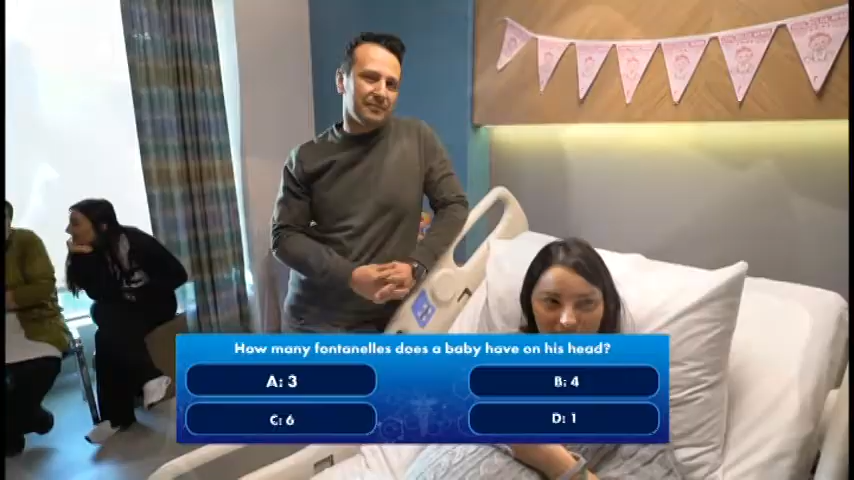 How many fontanelles does a baby have on his head?
A: 3
B: 4
C: 6
D: 1